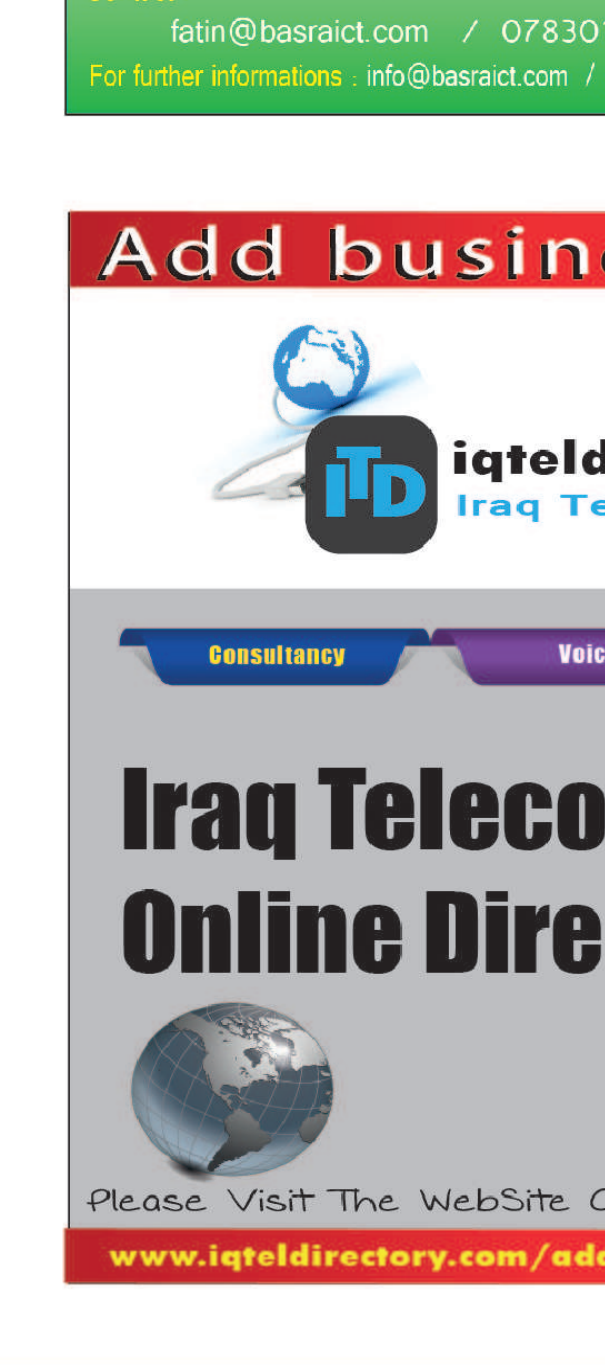 fatin@basraict.com / 07830
For further informations : info@basraict.com /
Add busin
ITD
iqteld
Iraq Te
Consultancy
Voic
Iraq Teleco
Online Dire
Please Visit The WebSite
www.iqteldirectory.com/ad